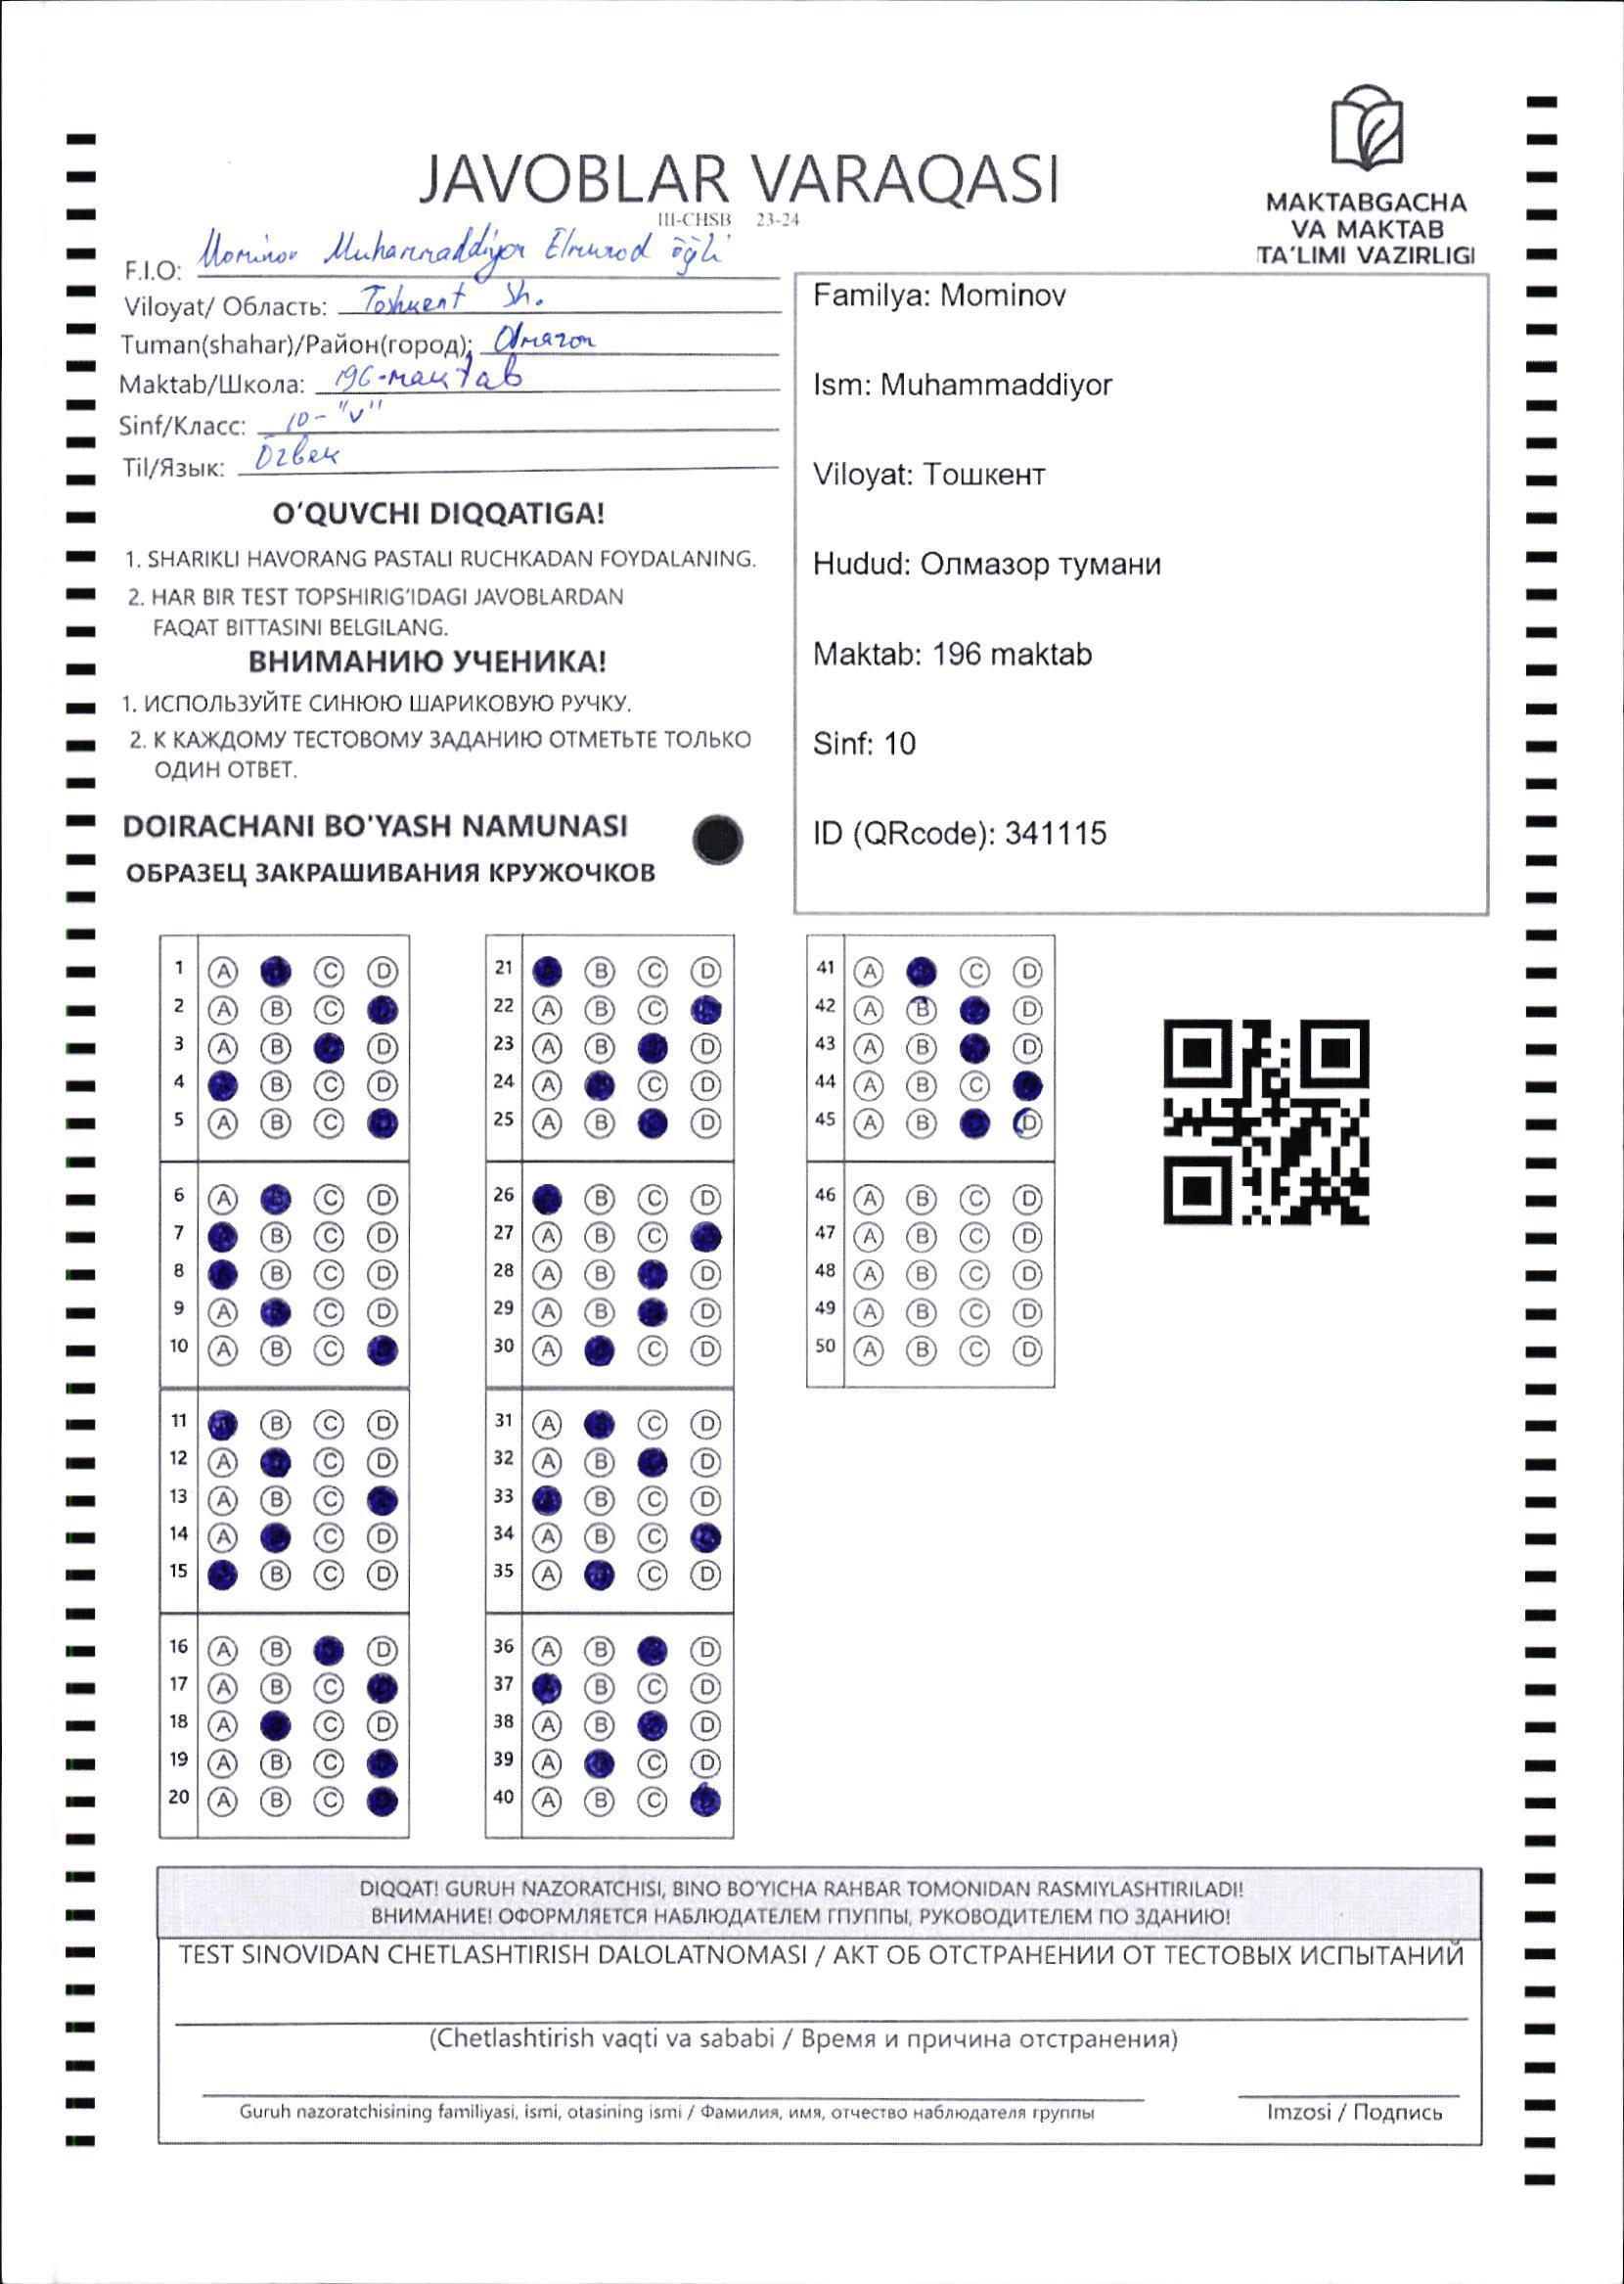 JAVOBLAR VARAQASI
III-CHSB 23-24
MAKTABGACHA
VA MAKTAB
TA'LIMI VAZIRLIGI
F.I.O: Mominov Muhammaddiyor Elmurod õğli
Viloyat/ Область: Toshkent Sh.
Tuman(shahar)/Район(город): Olmazor
Maktab/Школа: 196-maktab
Sinf/Класс: 10-"V"
Til/Язык: Ozbek
Familya: Mominov
Ism: Muhammaddiyor
Viloyat: Тошкент
Hudud: Олмазор тумани
Maktab: 196 maktab
Sinf: 10
ID (QRcode): 341115
O'QUVCHI DIQQATIGA!
1. SHARIKLI HAVORANG PASTALI RUCHKADAN FOYDALANING.
2. HAR BIR TEST TOPSHIRIG'IDAGI JAVOBLARDAN
FAQAT BITTASINI BELGILANG.
ВНИМАНИЮ УЧЕНИКА!
1. ИСПОЛЬЗУЙТЕ СИНЮЮ ШАРИКОВУЮ РУЧКУ.
2. К КАЖДОМУ ТЕСТОВОМУ ЗАДАНИЮ ОТМЕТЬТЕ ТОЛЬКО
ОДИН ОТВЕТ.
DOIRACHANI BO'YASH NAMUNASI
ОБРАЗЕЦ ЗАКРАШИВАНИЯ КРУЖОЧКОВ
1 A C D
2 A B C
3 A B D
4 B C D
5 A B C
6 A C D
7 B C D
8 B C D
9 A C D
10 A B C
11 B C D
12 A C D
13 A B C
14 A C D
15 B C D
16 A B D
17 A B C
18 A C D
19 A B C
20 A B C
21 B C D
22 A B C
23 A B D
24 A C D
25 A B D
26 B C D
27 A B C
28 A B D
29 A B D
30 A C D
31 A C D
32 A B D
33 B C D
34 A B C
35 A C D
36 A B D
37 B C D
38 A B D
39 A C D
40 A B C
41 A C D
42 A B D
43 A B D
44 A B C
45 A B D
46 A B C D
47 A B C D
48 A B C D
49 A B C D
50 A B C D
DIQQAT! GURUH NAZORATCHISI, BINO BO'YICHA RAHBAR TOMONIDAN RASMIYLASHTIRILADI!
ВНИМАНИЕ! ОФОРМЛЯЕТСЯ НАБЛЮДАТЕЛЕМ ГПУППЫ, РУКОВОДИТЕЛЕМ ПО ЗДАНИЮ!
TEST SINOVIDAN CHETLASHTIRISH DALOLATNOMASI / АКТ ОБ ОТСТРАНЕНИИ ОТ ТЕСТОВЫХ ИСПЫТАНИЙ
(Chetlashtirish vaqti va sababi / Время и причина отстранения)
Guruh nazoratchisining familiyasi, ismi, otasining ismi / Фамилия, имя, отчество наблюдателя группы
Imzosi / Подпись